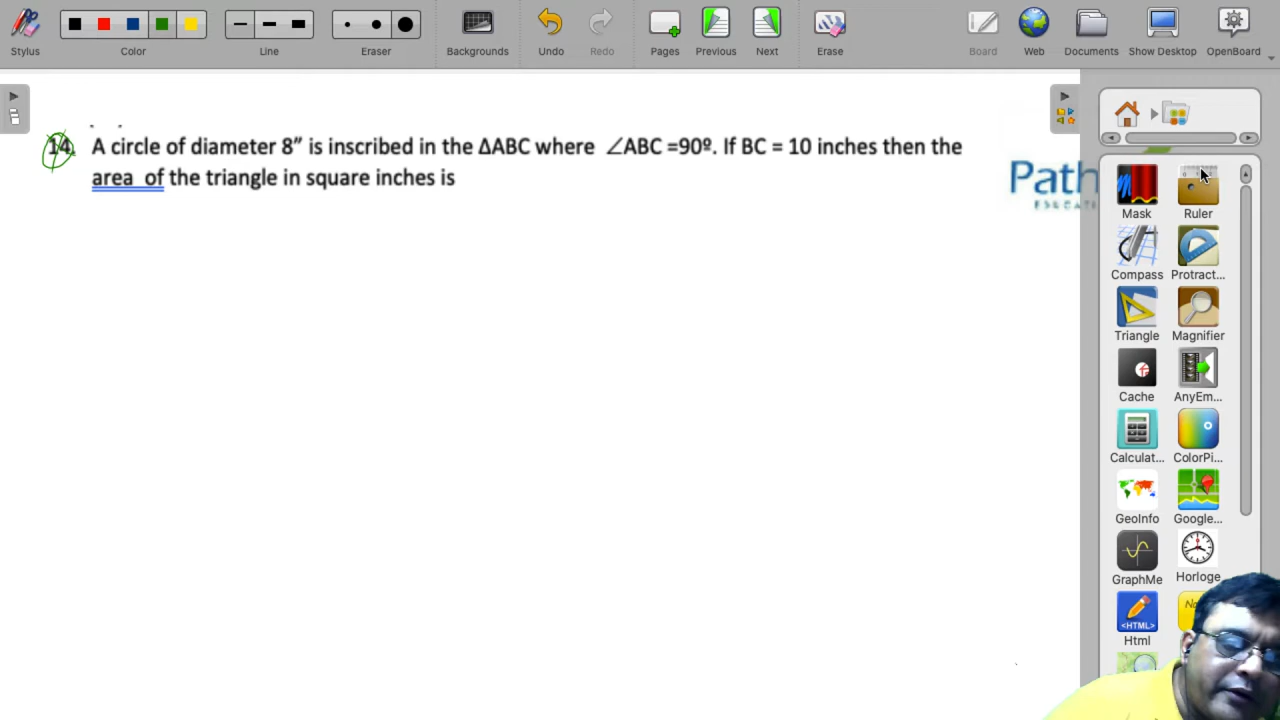 Stylus
Color
Line
Eraser
Backgrounds
Undo
Redo
Pages
Previous
Next
Erase
Board
Web
Documents
Show Desktop
OpenBoard
14. A circle of diameter 8” is inscribed in the ΔABC where ∠ABC =90º. If BC = 10 inches then the
area of the triangle in square inches is
Path
Mask
Ruler
Compass
Protract...
Triangle
Magnifier
Cache
AnyEm...
Calculat...
ColorPi...
GeoInfo
Google...
GraphMe
Horloge
<HTML>
Html